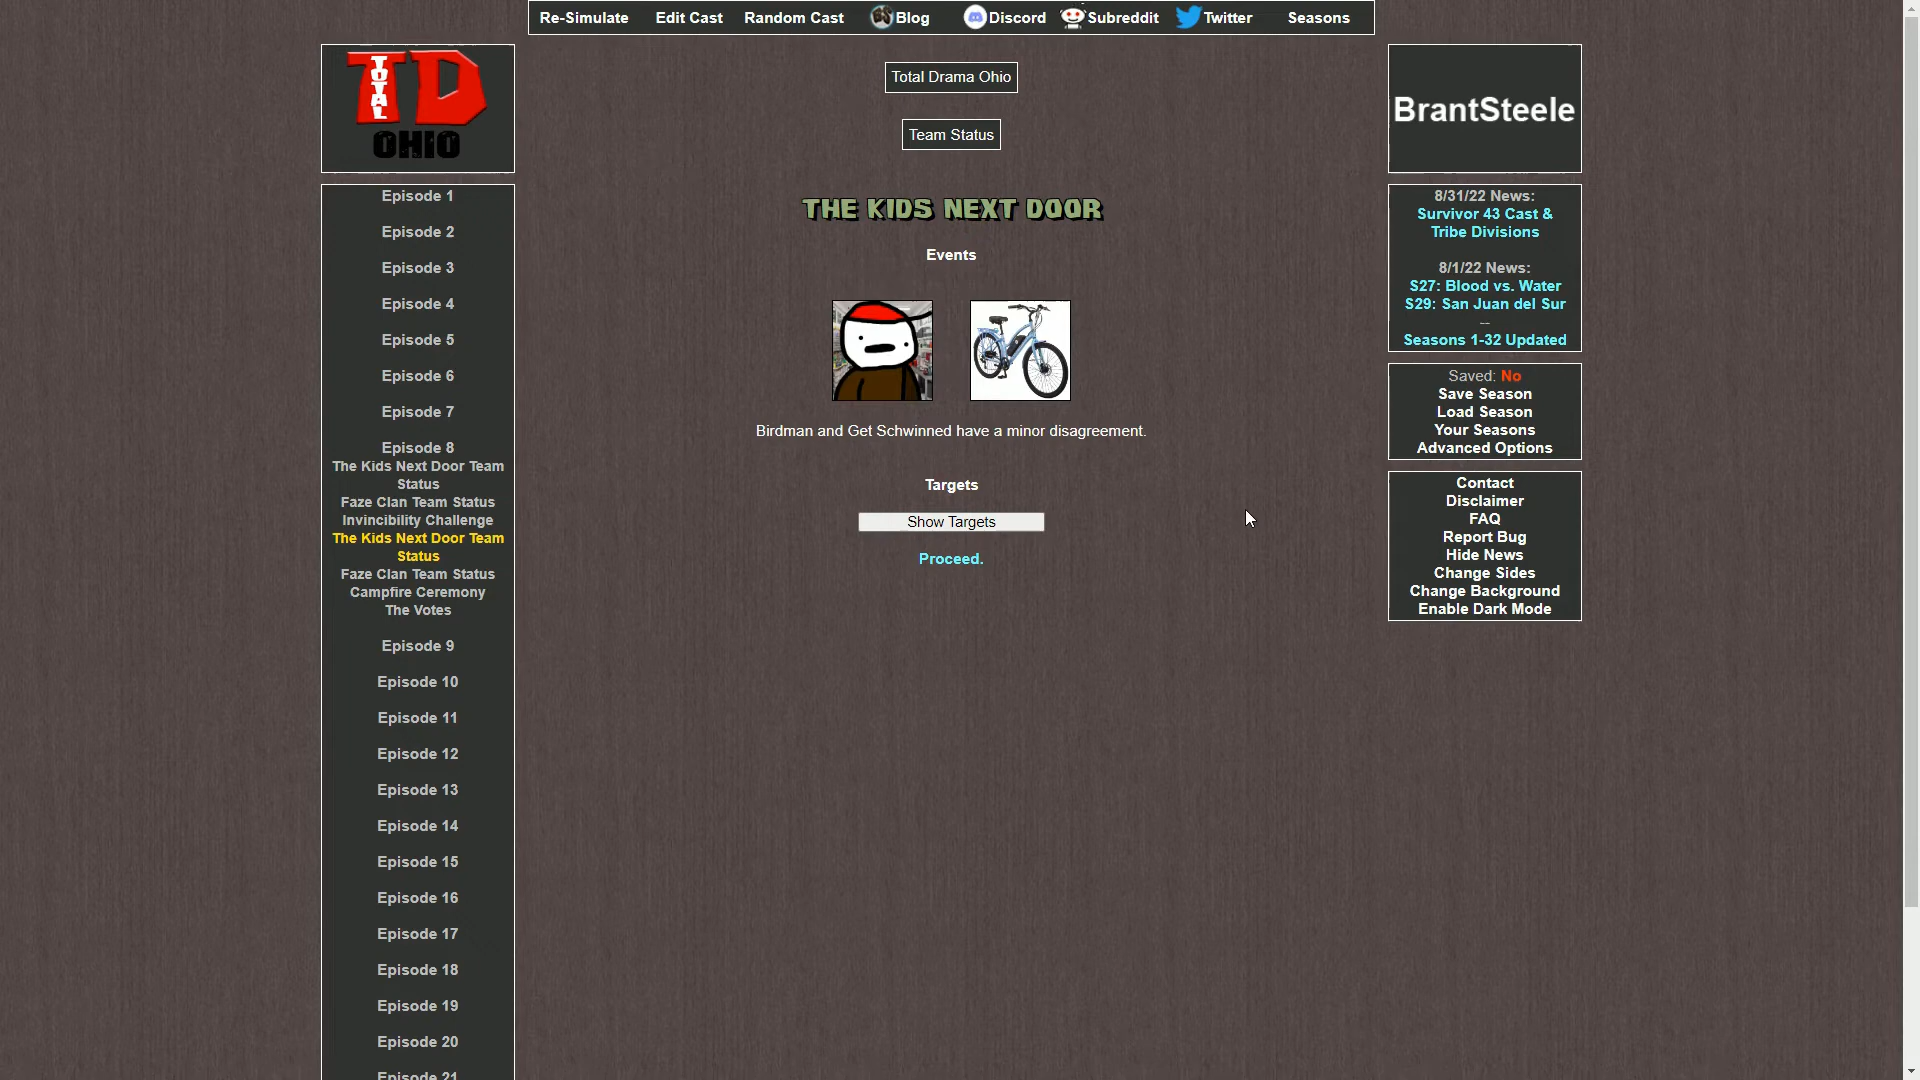 Re-Simulate Edit Cast Random Cast Blog Discord Subreddit Twitter Seasons
TD
TOTAL
OHIO
Episode 1
Episode 2
Episode 3
Episode 4
Episode 5
Episode 6
Episode 7
Episode 8
The Kids Next Door Team
Status
Faze Clan Team Status
Invincibility Challenge
The Kids Next Door Team
Status
Faze Clan Team Status
Campfire Ceremony
The Votes
Episode 9
Episode 10
Episode 11
Episode 12
Episode 13
Episode 14
Episode 15
Episode 16
Episode 17
Episode 18
Episode 19
Episode 20
Episode 21
Total Drama Ohio
Team Status
THE KIDS NEXT DOOR
Events
Birdman and Get Schwinned have a minor disagreement.
Targets
Show Targets
Proceed.
BrantSteele
8/31/22 News:
Survivor 43 Cast &
Tribe Divisions
8/1/22 News:
S27: Blood vs. Water
S29: San Juan del Sur
--
Seasons 1-32 Updated
Saved: No
Save Season
Load Season
Your Seasons
Advanced Options
Contact
Disclaimer
FAQ
Report Bug
Hide News
Change Sides
Change Background
Enable Dark Mode